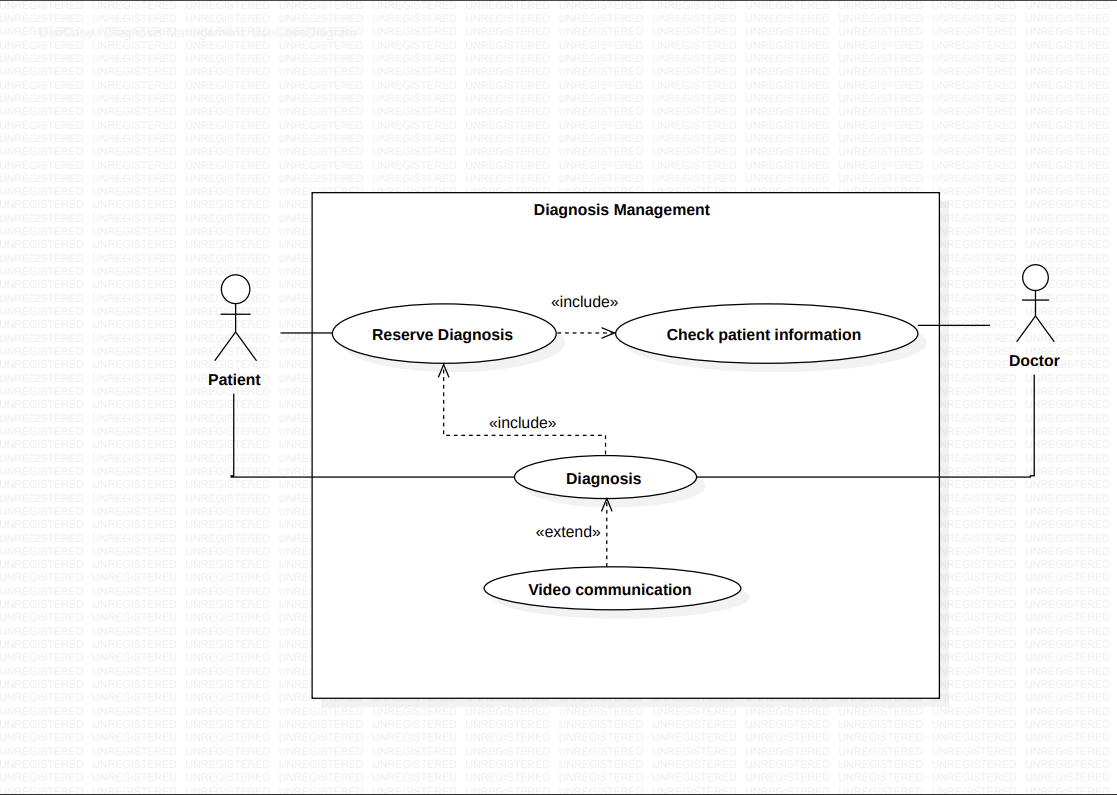 UseCase / Diagnosis Management: UseCaseDiagram
Diagnosis Management
«include»
Reserve Diagnosis
Check patient information
Patient
Doctor
«include»
Diagnosis
«extend»
Video communication
UNREGISTERED